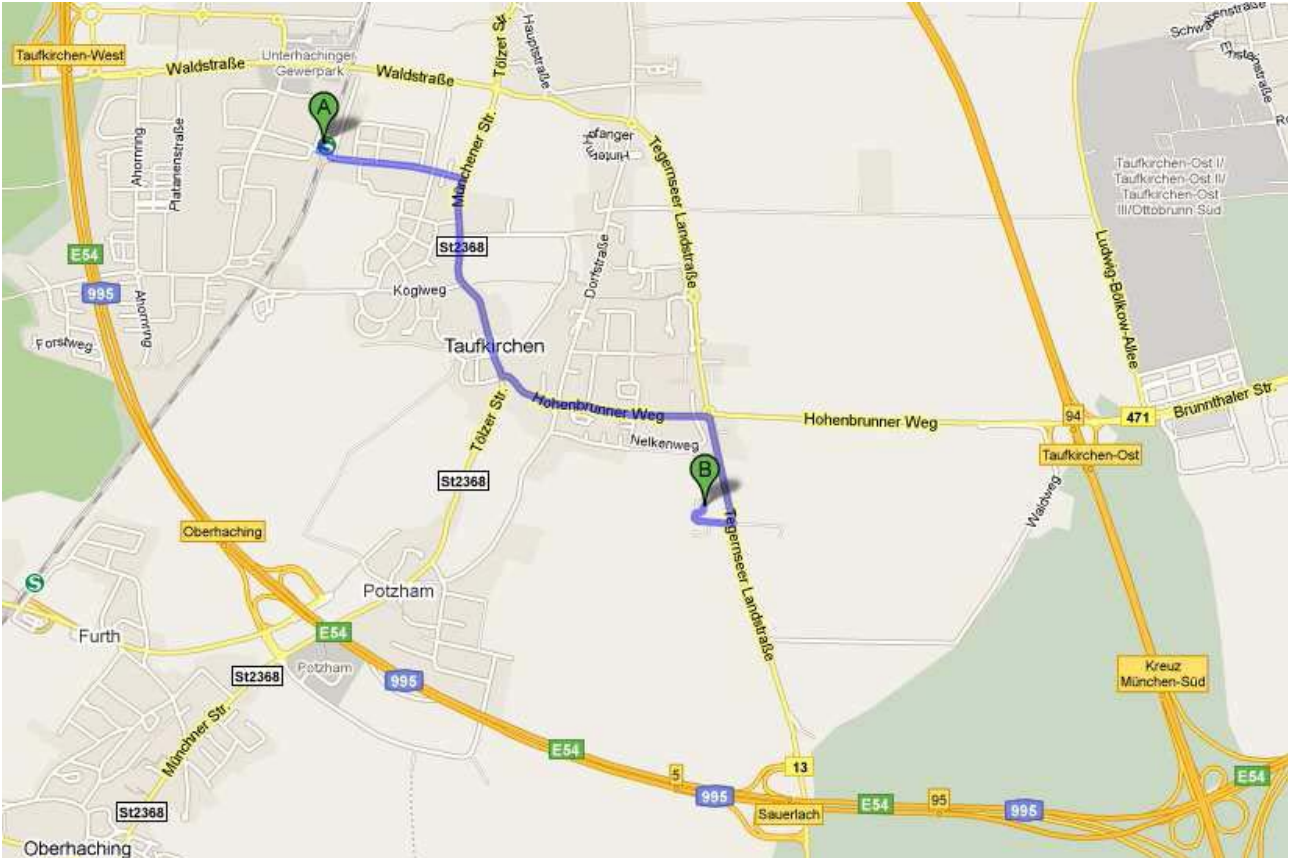 Taufkirchen-West
Waldstraße
Unterhachinger
Gewerpark
Waldstraße
Tölzer Str.
Hauptstraße
A
Ahornring
Platanenstraße
Münchener Str.
pfanger
Hinter
Tegernseer Landstraße
Taufkirchen-Ost I/
Taufkirchen-Ost II/
Taufkirchen-Ost
III/Ottobrunn Süd
E54
995
St2368
Koglweg
Dorfstraße
Ludwig-Bölkow-Allee
Forstweg
Ahornring
Taufkirchen
Hohenbrunner Weg
Hohenbrunner Weg
94
471
Brunnthaler Str.
Tölzer Str.
Nelkenweg
Taufkirchen-Ost
St2368
B
Waldweg
Oberhaching
Tegernseer Landstraße
S
Potzham
Furth
E54
Potzham
St2368
995
Kreuz
München-Süd
Münchner Str.
E54
13
5
995
E54
95
995
E54
Sauerlach
St2368
Oberhaching